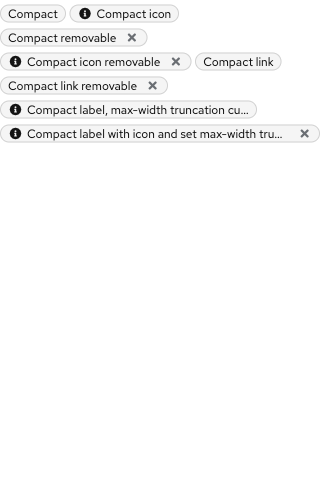 Compact Compact icon
Compact removable
Compact icon removable Compact link
Compact link removable
Compact label, max-width truncation cu...
Compact label with icon and set max-width tru...